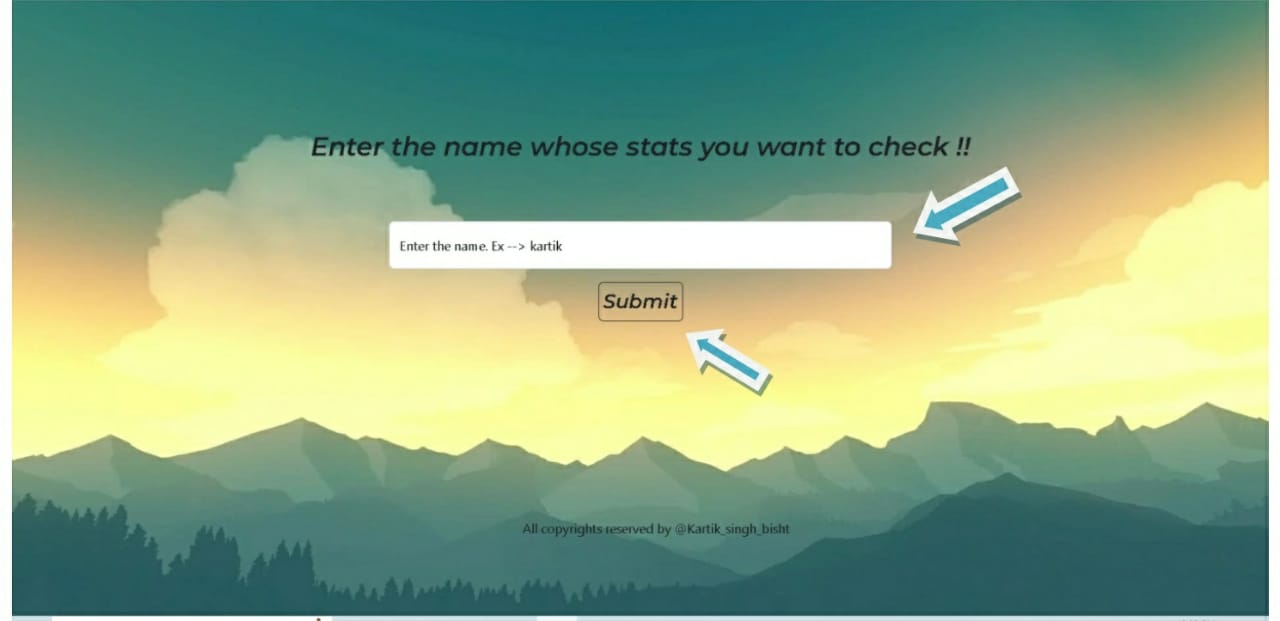 Enter the name whose stats you want to check !!
Enter the name. Ex --> kartik
Submit
All copyrights reserved by @Kartik_singh_bisht